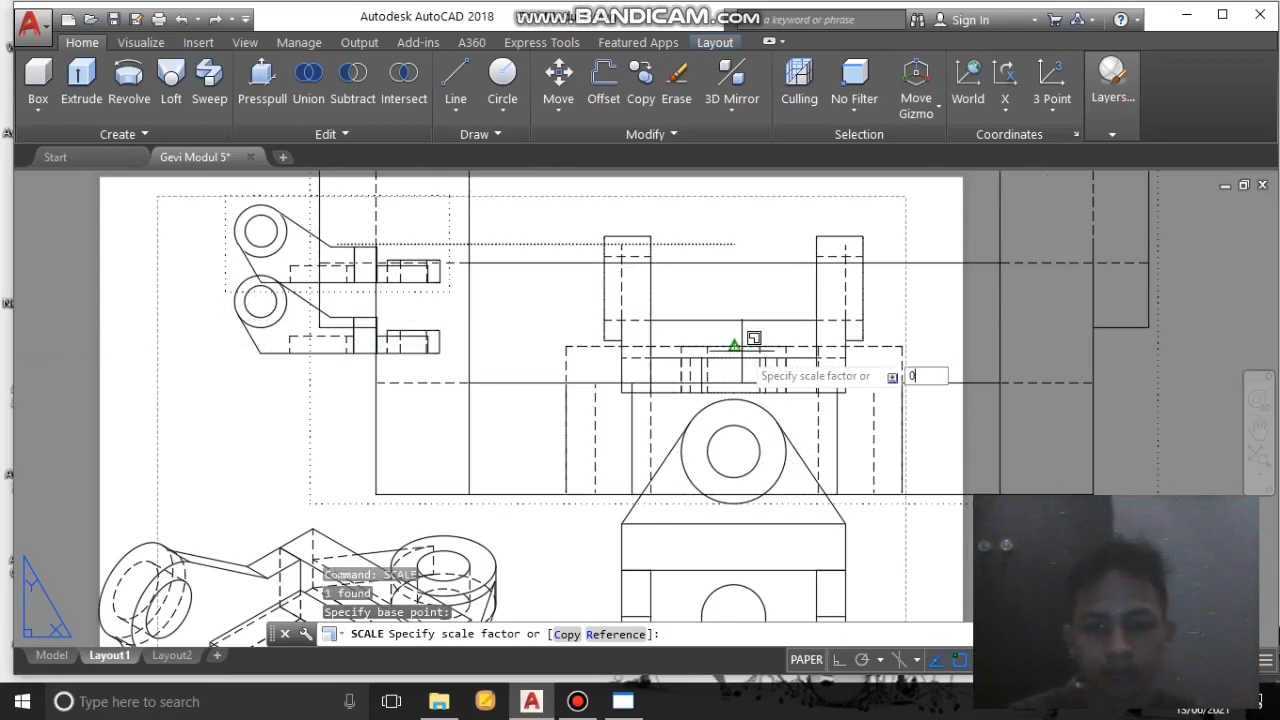 Autodesk AutoCAD 2018
www.BANDICAM.com
a keyword or phrase
Sign In
Home
Visualize
Insert
View
Manage
Output
Add-ins
A360
Express Tools
Featured Apps
Layout
Box
Extrude
Revolve
Loft
Sweep
Presspull
Union
Subtract
Intersect
Line
Circle
Move
Offset
Copy
Erase
3D Mirror
Culling
No Filter
Move
Gizmo
World
X
3 Point
Layers...
Create
Edit
Draw
Modify
Selection
Coordinates
Start
Gevi Modul 5*
Specify scale factor or
0
Y
X
Command: SCALE
1 found
Specify base point:
SCALE Specify scale factor or [Copy Reference]:
Model
Layout1
Layout2
PAPER
Type here to search
13/06/2021